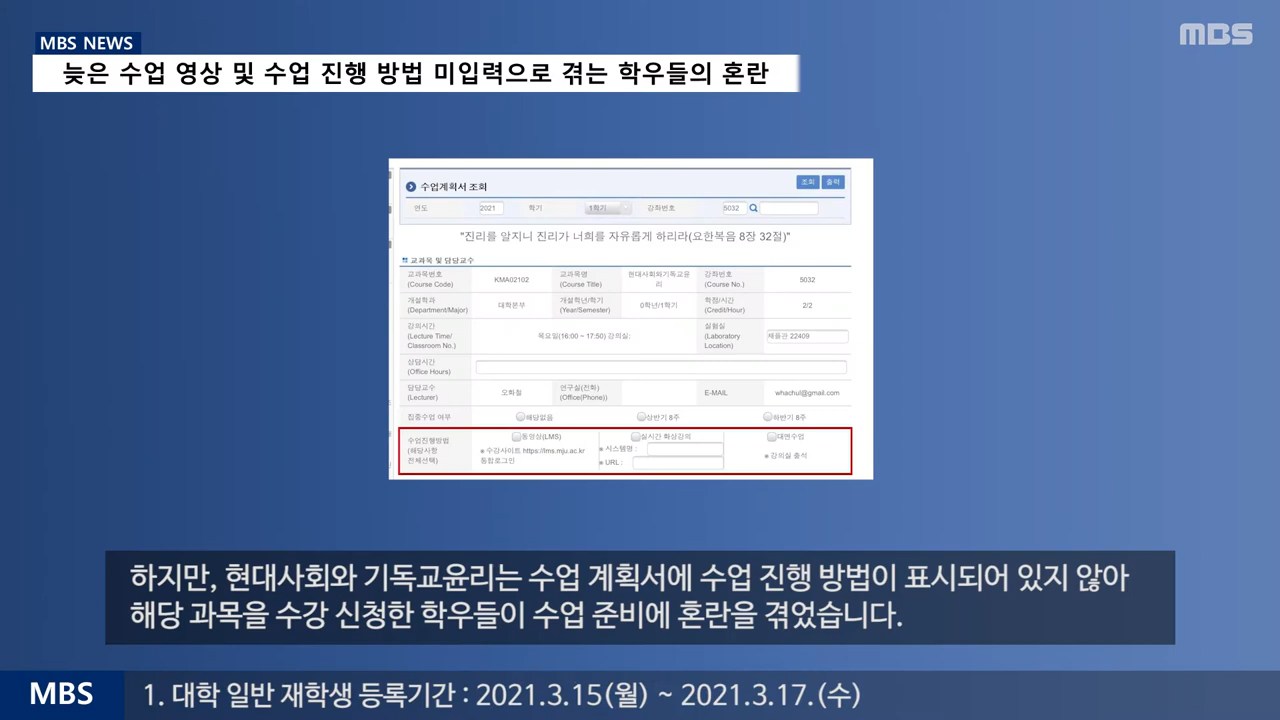 MBS NEWS
MBS
늦은 수업 영상 및 수업 진행 방법 미입력으로 겪는 학우들의 혼란
수업계획서 조회
조회 출력
연도 2021 학기 1학기 강좌번호 5032
"진리를 알지니 진리가 너희를 자유롭게 하리라(요한복음 8장 32절)"
교과목 및 담당교수
교과목번호 (Course Code) KMA02102 교과목명 (Course Title) 현대사회와기독교윤리 강좌번호 (Course No.) 5032
개설학과 (Department/Major) 대학본부 개설학년/학기 (Year/Semester) 0학년/1학기 학점/시간 (Credit/Hour) 2/2
강의시간 (Lecture Time/ Classroom No.) 목요일(16:00 ~ 17:50) 강의실: 실험실 (Laboratory Location) 채플관 22409
상담시간 (Office Hours)
담당교수 (Lecturer) 오화철 연구실(전화) (Office(Phone)) E-MAIL whachul@gmail.com
집중수업 여부 해당없음 상반기 8주 하반기 8주
수업진행방법 (해당사항 전체선택) 동영상(LMS) 실시간 화상강의 대면수업
수강사이트 https://lms.mju.ac.kr 통합로그인 시스템명 : URL : 강의실 출석
하지만, 현대사회와 기독교윤리는 수업 계획서에 수업 진행 방법이 표시되어 있지 않아
해당 과목을 수강 신청한 학우들이 수업 준비에 혼란을 겪었습니다.
MBS 1. 대학 일반 재학생 등록기간 : 2021.3.15(월) ~ 2021.3.17.(수)